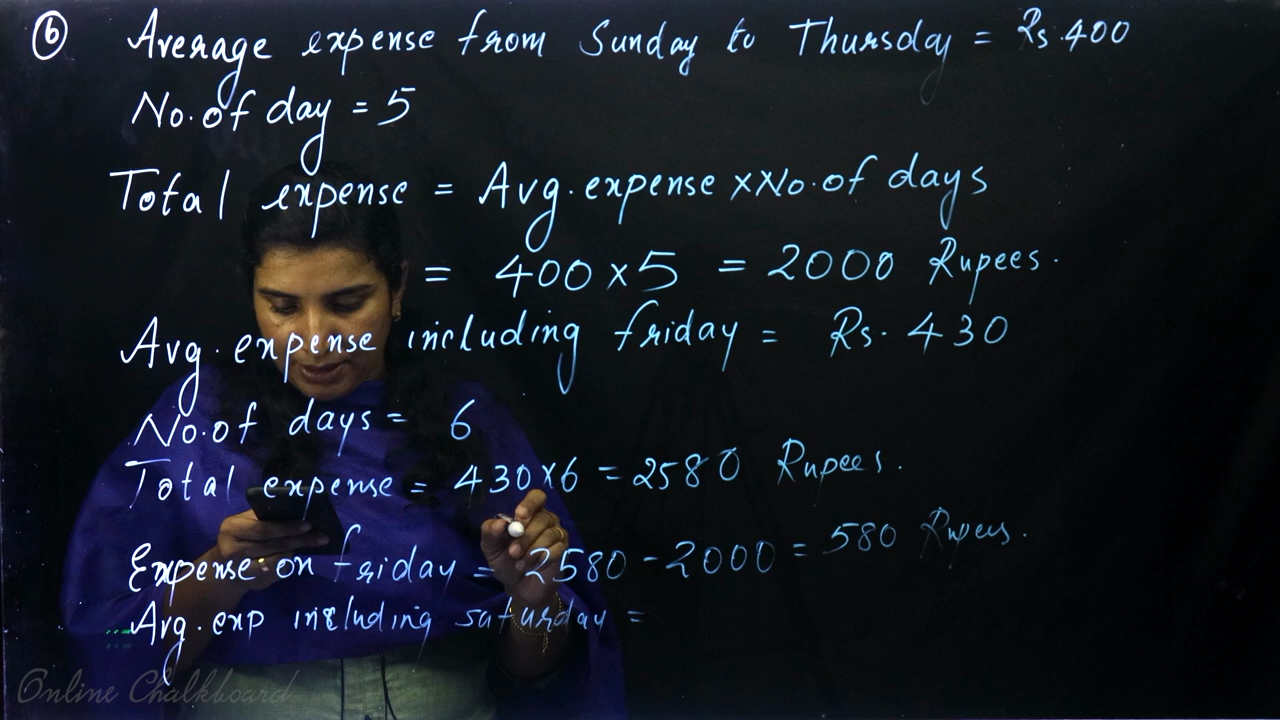 6 Average expense from Sunday to Thursday = Rs.400
No.of day = 5
Total expense = Avg.expense ×No.of days
= 400×5 = 2000 Rupees.
Avg.expense including friday = Rs.430
No.of days = 6
Total expense = 430×6 = 2580 Rupees.
Expense on friday = 2580 - 2000 = 580 Rupees.
Avg.exp including saturday =
Online Chalkboard